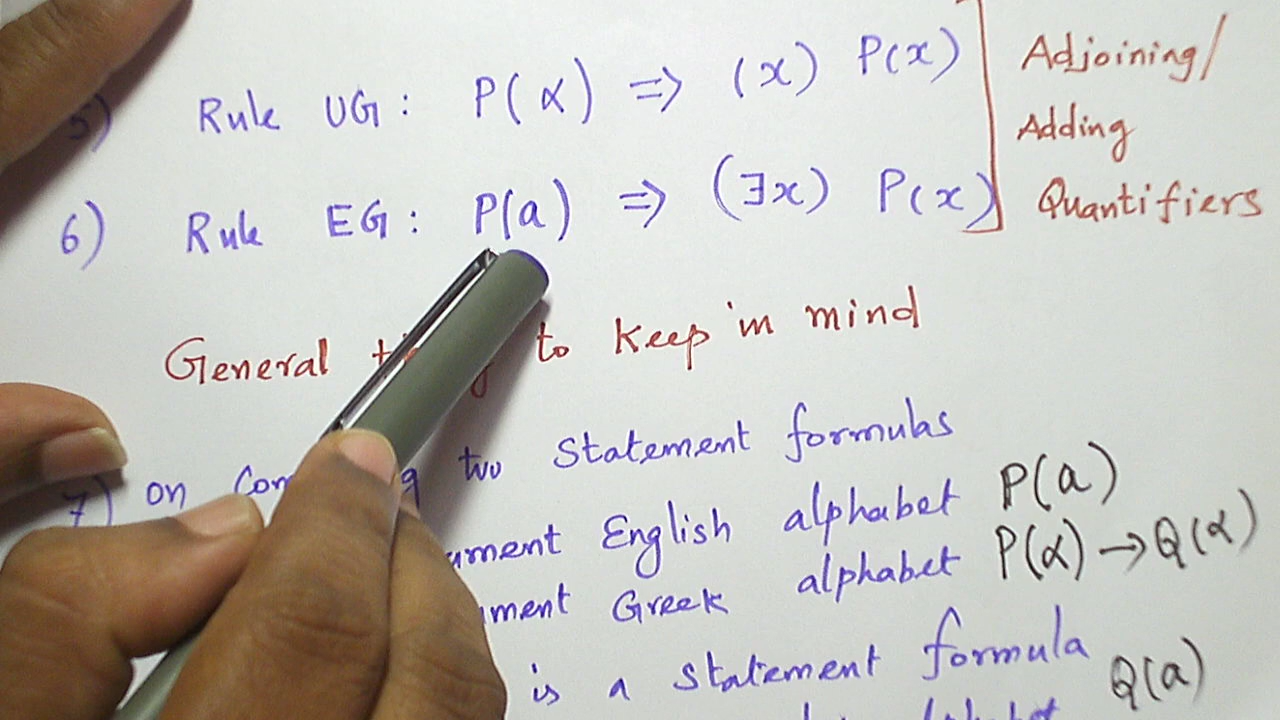 5) Rule UG: P(α) ⇒ (x) P(x) Adjoining/
Adding
6) Rule EG: P(a) ⇒ (∃x) P(x) Quantifiers
General to keep in mind
7) on two statement formulas
English alphabet P(a)
Greek alphabet P(α) → Q(α)
is a statement formula Q(a)